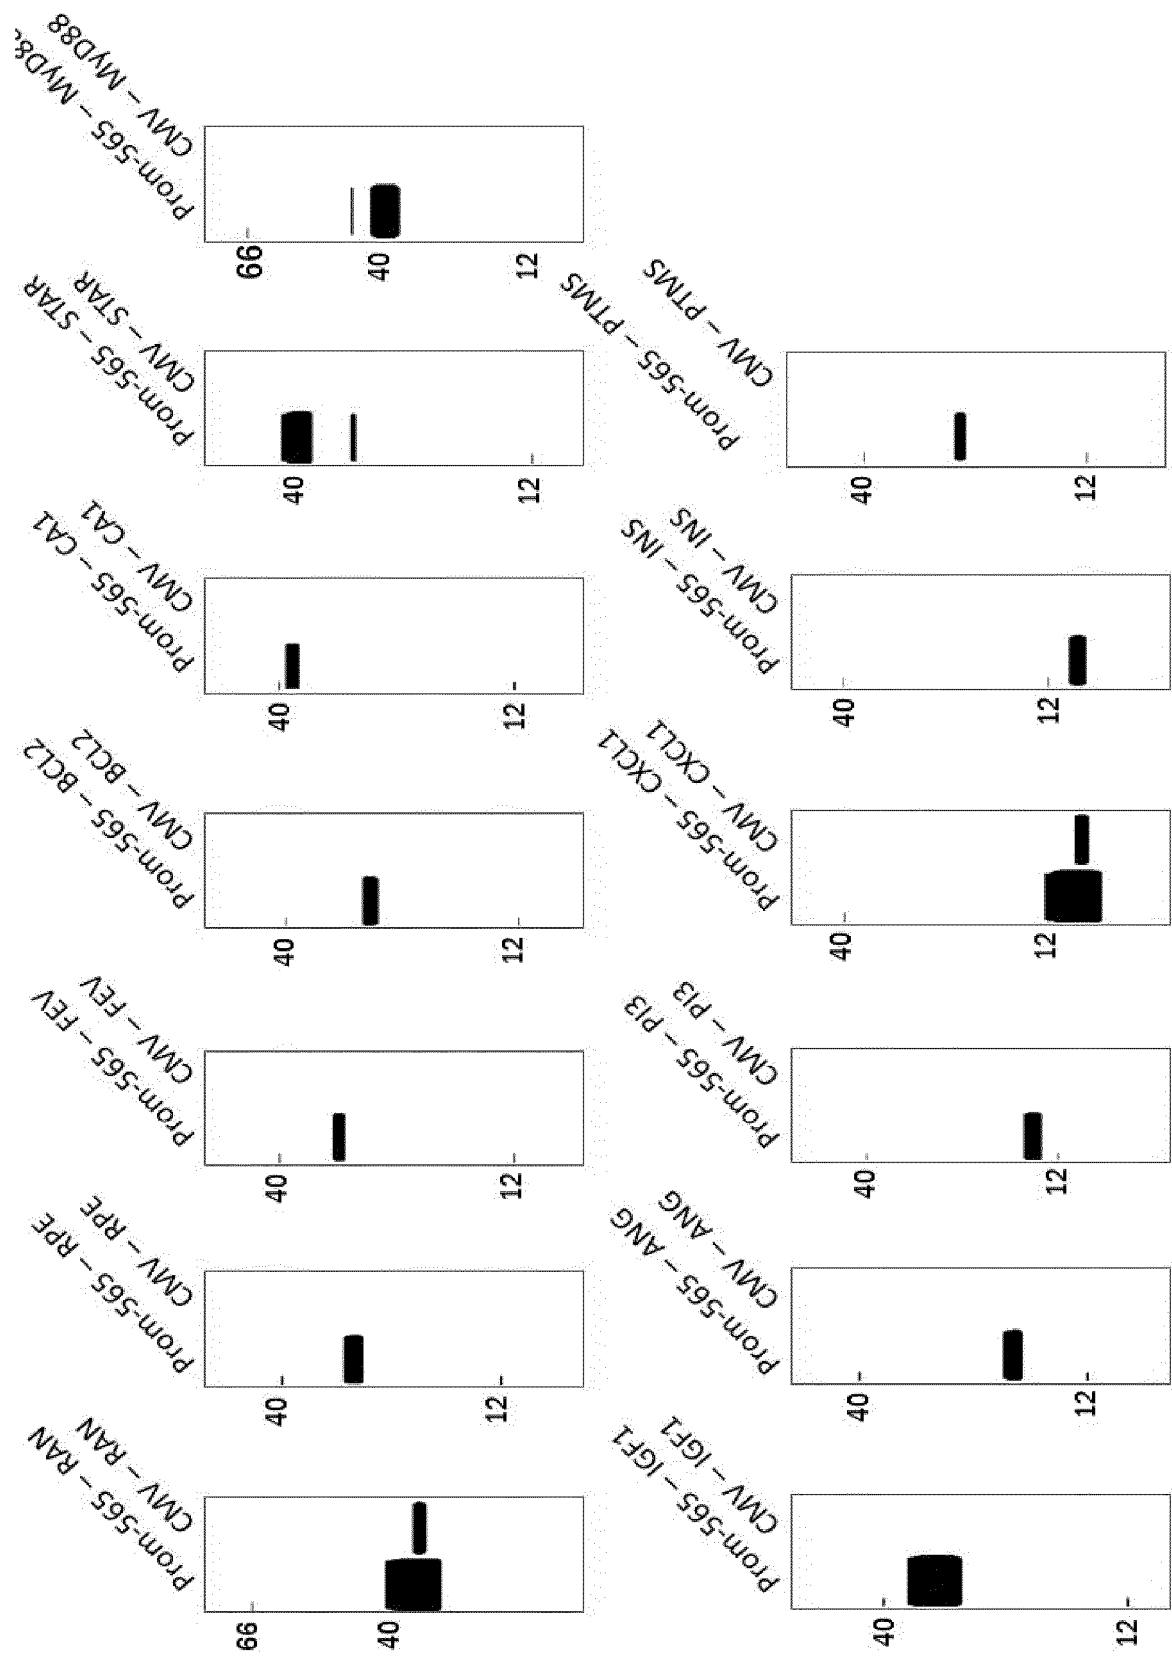 Prom-565 – RAN
CMV – RAN
66
40
Prom-565 – RPE
CMV – RPE
40
12
Prom-565 – FEV
CMV – FEV
40
12
Prom-565 – BCL2
CMV – BCL2
40
12
Prom-565 – CA1
CMV – CA1
40
12
Prom-565 – STAR
CMV – STAR
40
12
Prom-565 – MyD88
CMV – MyD88
66
40
12
Prom-565 – IGF1
CMV – IGF1
40
12
Prom-565 – ANG
CMV – ANG
40
12
Prom-565 – PI3
CMV – PI3
40
12
Prom-565 – CXCL1
CMV – CXCL1
40
12
Prom-565 – INS
CMV – INS
40
12
Prom-565 – PTMS
CMV – PTMS
40
12